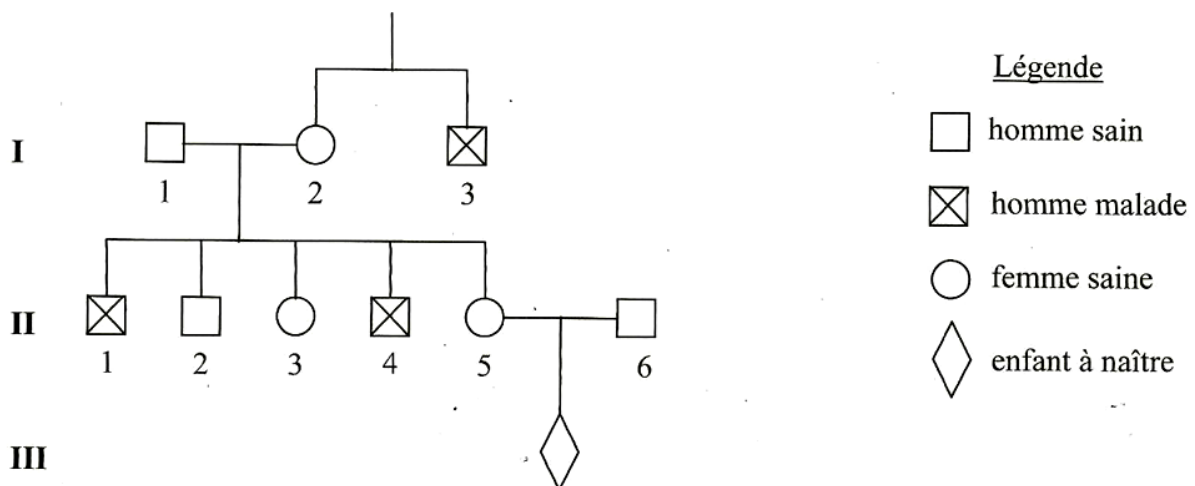 Légende
homme sain
homme malade
femme saine
enfant à naître
I
1 2 3
II
1 2 3 4 5 6
III